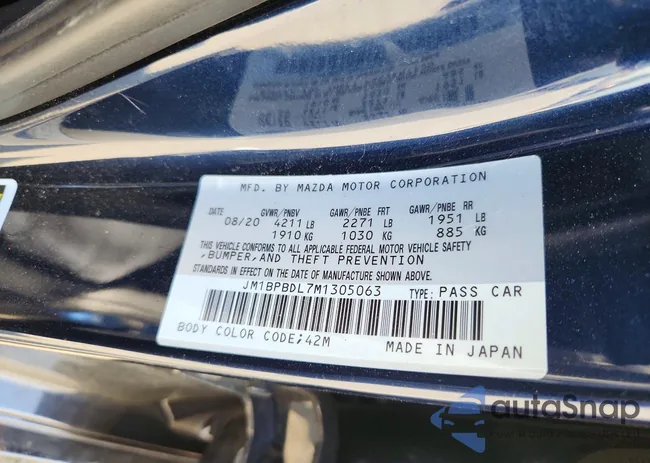 MFD. BY MAZDA MOTOR CORPORATION
DATE GVWR/PNBV GAWR/PNBE FRT GAWR/PNBE RR
08/20 4211 LB 2271 LB 1951 LB
1910 KG 1030 KG 885 KG
THIS VEHICLE CONFORMS TO ALL APPLICABLE FEDERAL MOTOR VEHICLE SAFETY
,BUMPER,AND THEFT PREVENTION
STANDARDS IN EFFECT ON THE DATE OF MANUFACTURE SHOWN ABOVE.
JM1BPBDL7M1305063 TYPE: PASS CAR
BODY COLOR CODE;42M MADE IN JAPAN
autoSnap